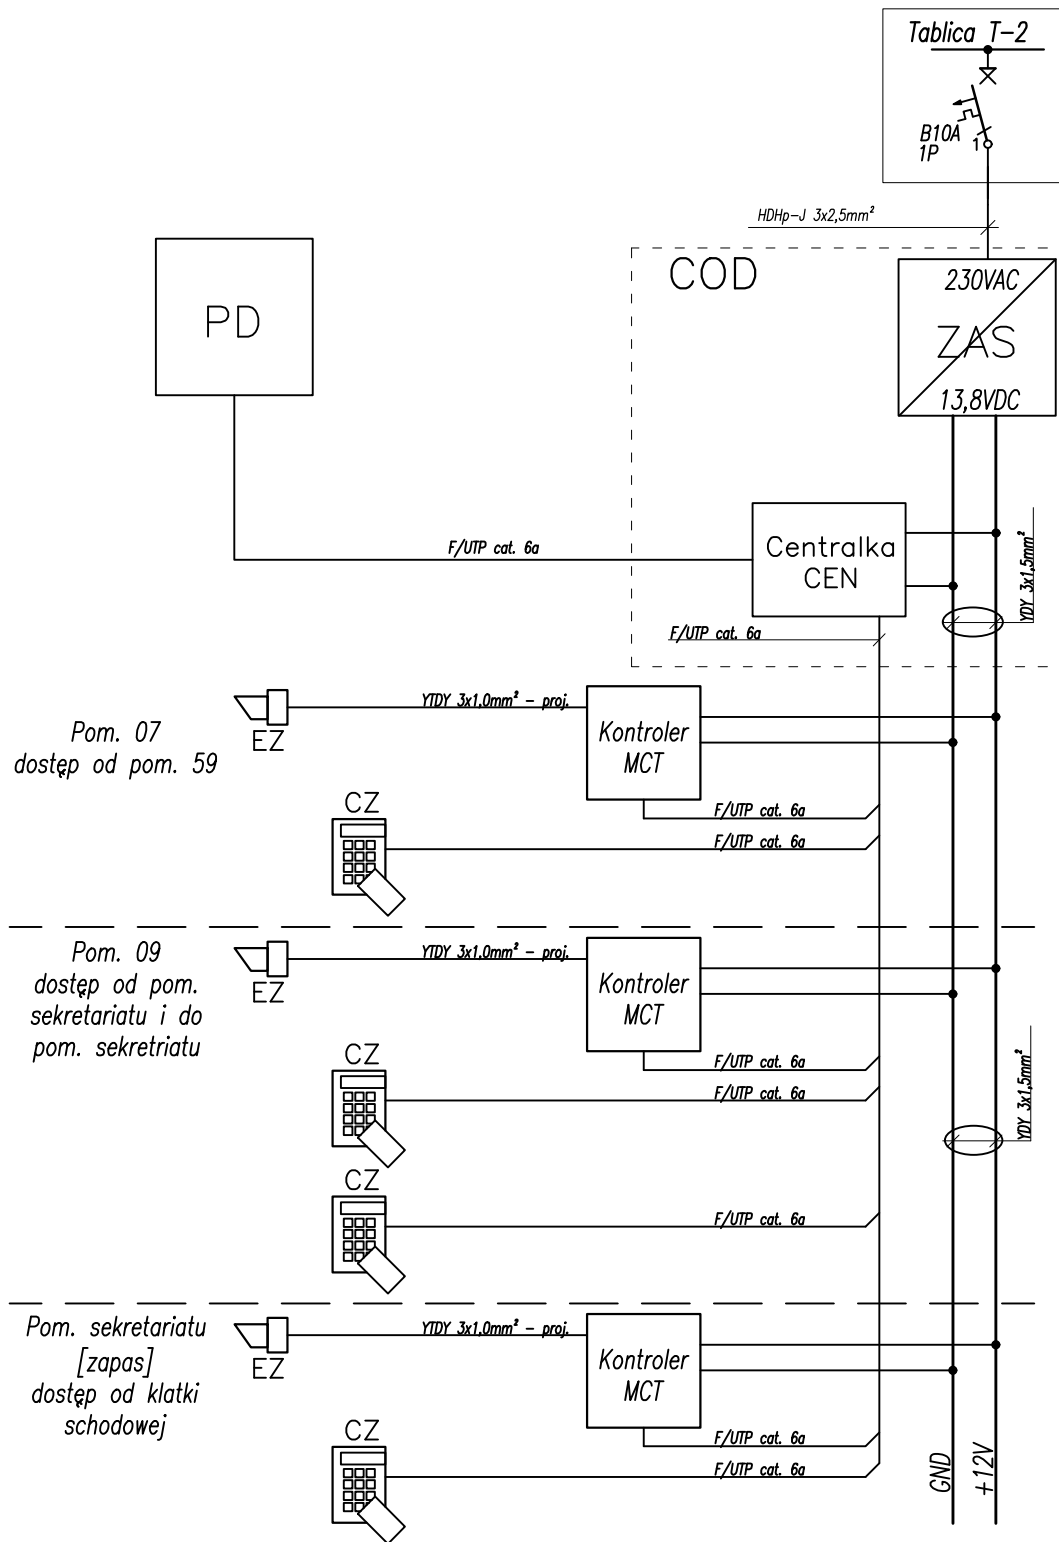 Tablica T-2
B10A
1P
1
HDHp-J 3x2,5mm²
COD
230VAC
ZAS
13,8VDC
PD
F/UTP cat. 6a
Centralka
CEN
YDY 3x1,5mm²
F/UTP cat. 6a
Pom. 07
dostęp od pom. 59
EZ
YTDY 3x1,0mm² - proj.
Kontroler
MCT
F/UTP cat. 6a
CZ
F/UTP cat. 6a
Pom. 09
dostęp od pom.
sekretariatu i do
pom. sekretriatu
EZ
YTDY 3x1,0mm² - proj.
Kontroler
MCT
F/UTP cat. 6a
CZ
F/UTP cat. 6a
YDY 3x1,5mm²
CZ
F/UTP cat. 6a
Pom. sekretariatu
[zapas]
dostęp od klatki
schodowej
EZ
YTDY 3x1,0mm² - proj.
Kontroler
MCT
F/UTP cat. 6a
CZ
F/UTP cat. 6a
GND
+12V